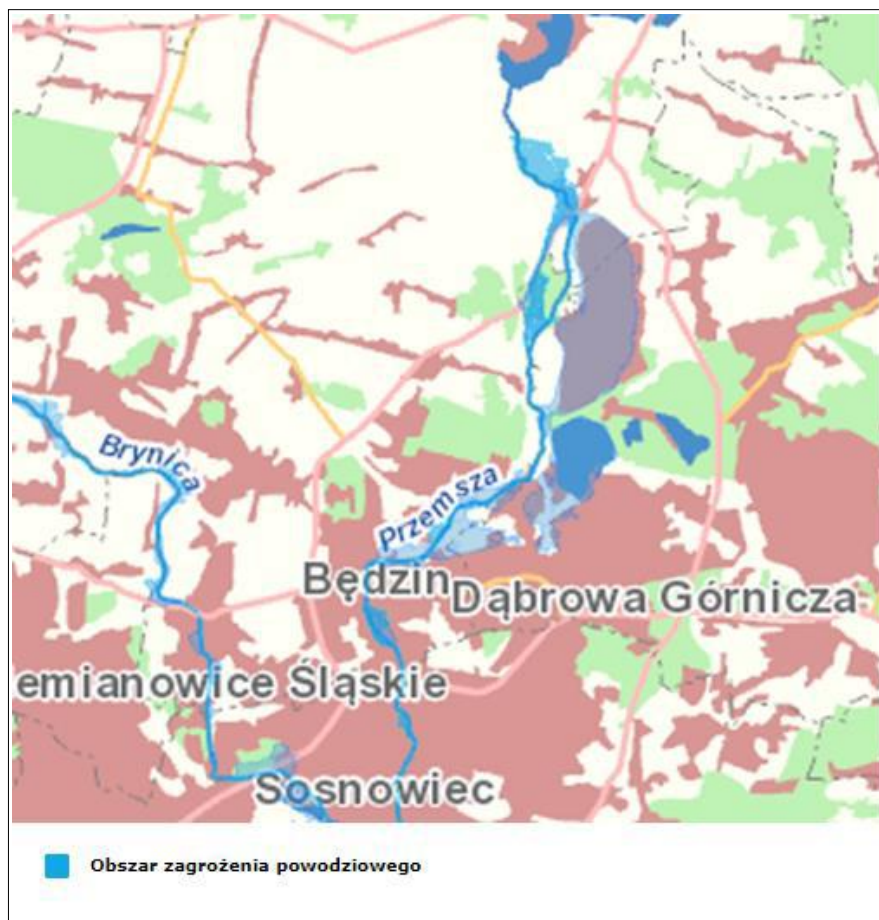 Brynica
Przemsza
Będzin
Dąbrowa Górnicza
emianowice Śląskie
Sosnowiec
Obszar zagrożenia powodziowego